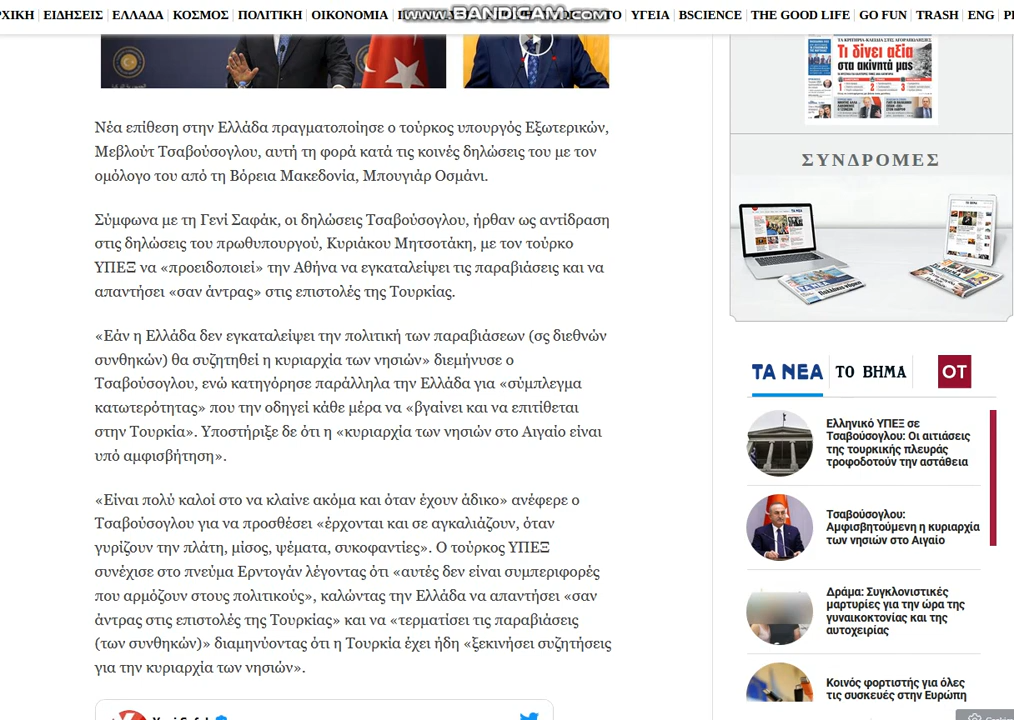 ΡΧΙΚΗ ΕΙΔΗΣΕΙΣ ΕΛΛΑΔΑ ΚΟΣΜΟΣ ΠΟΛΙΤΙΚΗ ΟΙΚΟΝΟΜΙΑ ΥΓΕΙΑ BSCIENCE THE GOOD LIFE GO FUN TRASH ENG
www.BANDICAM.com
Τι δίνει αξία
στα ακίνητά μας
Νέα επίθεση στην Ελλάδα πραγματοποίησε ο τούρκος υπουργός Εξωτερικών,
Μεβλούτ Τσαβούσογλου, αυτή τη φορά κατά τις κοινές δηλώσεις του με τον
ομόλογο του από τη Βόρεια Μακεδονία, Μπουγιάρ Οσμάνι.
Σύμφωνα με τη Γενί Σαφάκ, οι δηλώσεις Τσαβούσογλου, ήρθαν ως αντίδραση
στις δηλώσεις του πρωθυπουργού, Κυριάκου Μητσοτάκη, με τον τούρκο
ΥΠΕΞ να «προειδοποιεί» την Αθήνα να εγκαταλείψει τις παραβιάσεις και να
απαντήσει «σαν άντρας» στις επιστολές της Τουρκίας.
«Εάν η Ελλάδα δεν εγκαταλείψει την πολιτική των παραβιάσεων (σς διεθνών
συνθηκών) θα συζητηθεί η κυριαρχία των νησιών» διεμήνυσε ο
Τσαβούσογλου, ενώ κατηγόρησε παράλληλα την Ελλάδα για «σύμπλεγμα
κατωτερότητας» που την οδηγεί κάθε μέρα να «βγαίνει και να επιτίθεται
στην Τουρκία». Υποστήριξε δε ότι η «κυριαρχία των νησιών στο Αιγαίο είναι
υπό αμφισβήτηση».
«Είναι πολύ καλοί στο να κλαίνε ακόμα και όταν έχουν άδικο» ανέφερε ο
Τσαβούσογλου για να προσθέσει «έρχονται και σε αγκαλιάζουν, όταν
γυρίζουν την πλάτη, μίσος, ψέματα, συκοφαντίες». Ο τούρκος ΥΠΕΞ
συνέχισε στο πνεύμα Ερντογάν λέγοντας ότι «αυτές δεν είναι συμπεριφορές
που αρμόζουν στους πολιτικούς», καλώντας την Ελλάδα να απαντήσει «σαν
άντρας στις επιστολές της Τουρκίας» και να «τερματίσει τις παραβιάσεις
(των συνθηκών)» διαμηνύοντας ότι η Τουρκία έχει ήδη «ξεκινήσει συζητήσεις
για την κυριαρχία των νησιών».
ΣΥΝΔΡΟΜΕΣ
ΤΑ ΝΕΑ ΤΟ ΒΗΜΑ ΟΤ
Ελληνικό ΥΠΕΞ σε
Τσαβούσογλου: Οι αιτιάσεις
της τουρκικής πλευράς
τροφοδοτούν την αστάθεια
Τσαβούσογλου:
Αμφισβητούμενη η κυριαρχία
των νησιών στο Αιγαίο
Δράμα: Συγκλονιστικές
μαρτυρίες για την ώρα της
γυναικοκτονίας και της
αυτοχειρίας
Κοινός φορτιστής για όλες
τις συσκευές στην Ευρώπη